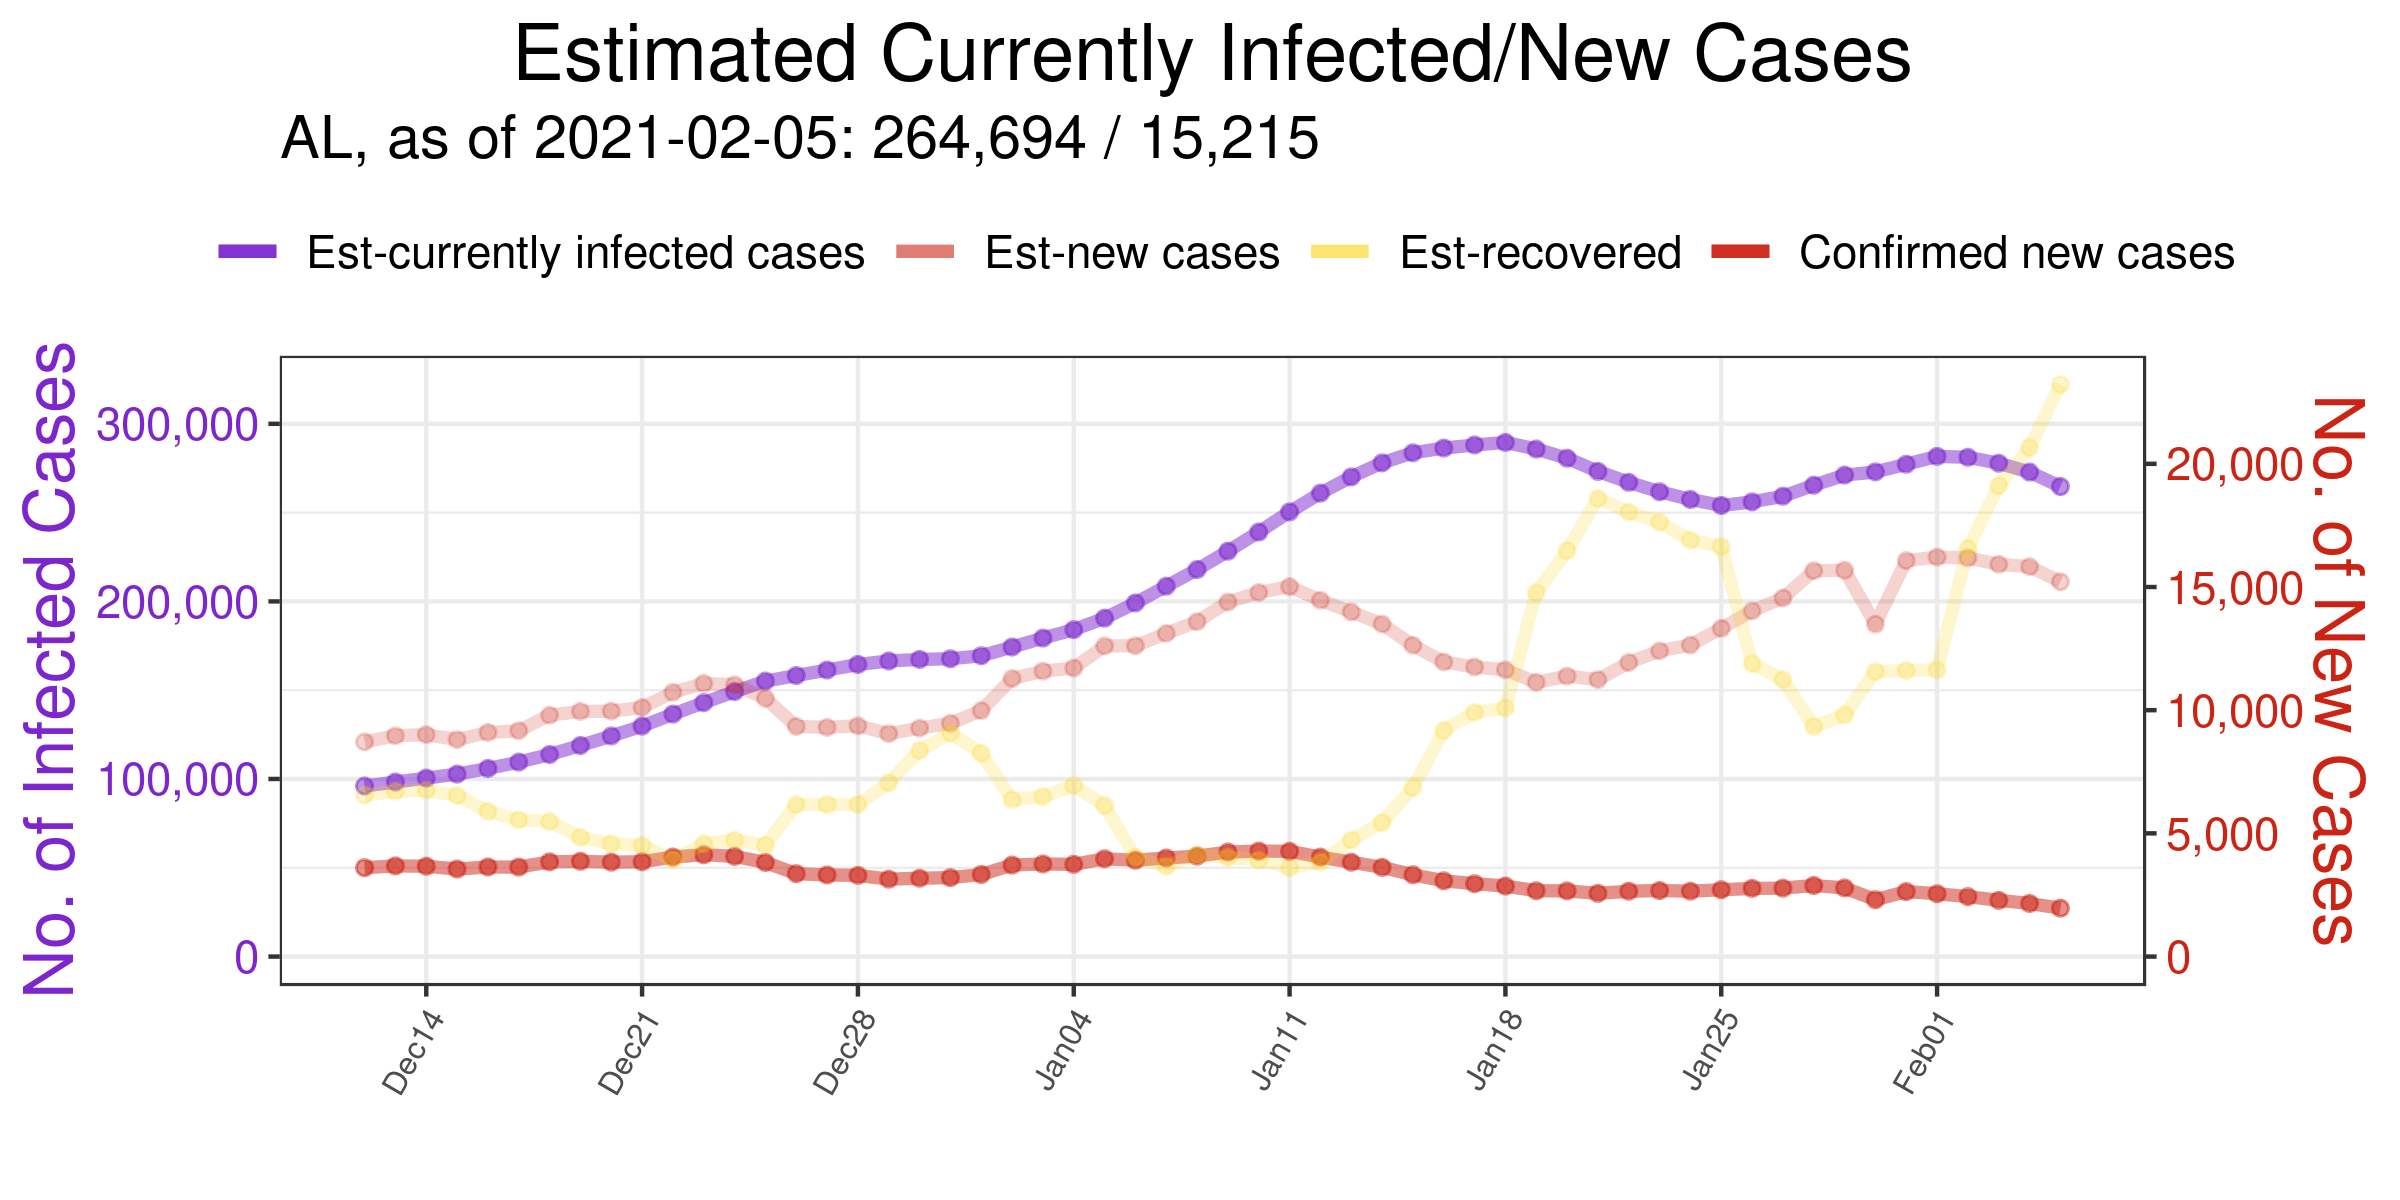 Estimated Currently Infected/New Cases
AL, as of 2021-02-05: 264,694 / 15,215
Est-currently infected cases Est-new cases Est-recovered Confirmed new cases
No. of Infected Cases
300,000
200,000
100,000
0
20,000
15,000
10,000
5,000
0
No. of New Cases
Dec14 Dec21 Dec28 Jan04 Jan11 Jan18 Jan25 Feb01